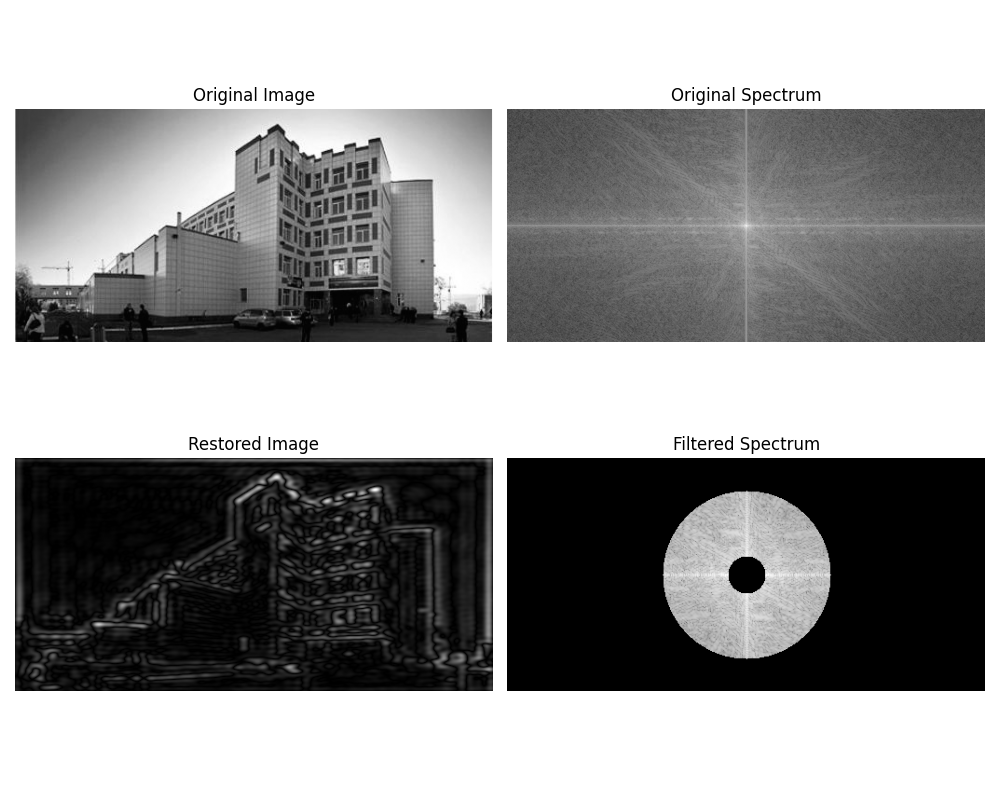 Original Image
Original Spectrum
Restored Image
Filtered Spectrum